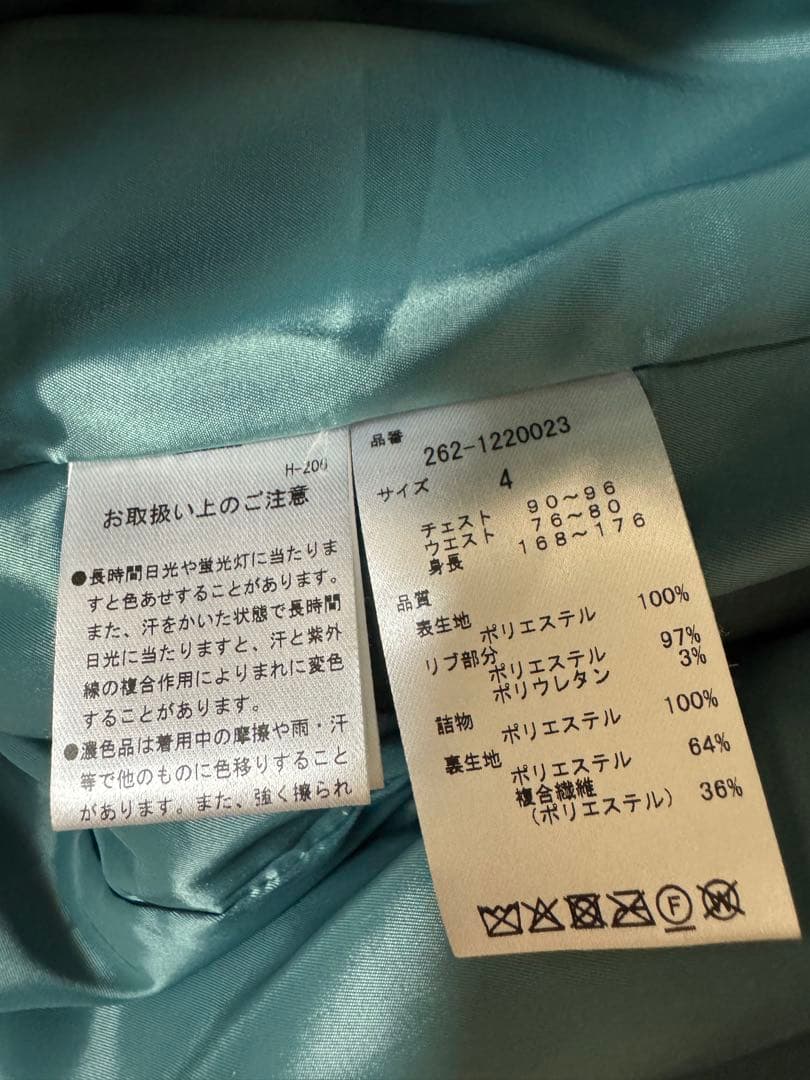 H-206
お取扱い上のご注意
●長時間日光や蛍光灯に当たりま
すと色あせすることがあります。
また、汗をかいた状態で長時間
日光に当たりますと、汗と紫外
線の複合作用によりまれに変色
することがあります。
●濃色品は着用中の摩擦や雨・汗
等で他のものに色移りすること
があります。また、強く擦られ
品番 262-1220023
サイズ 4
チェスト 90～96
ウエスト 76～80
身長 168～176
品質
表生地 ポリエステル 100%
リブ部分 ポリエステル 97%
ポリウレタン 3%
詰物 ポリエステル 100%
裏生地 ポリエステル 64%
複合繊維
(ポリエステル) 36%
F
W